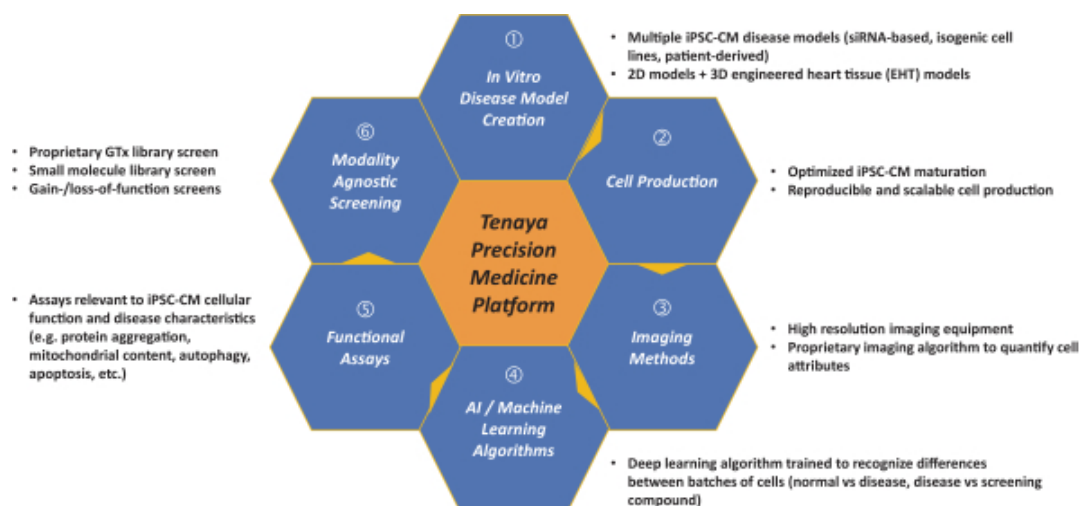 ①
In Vitro
Disease Model
Creation
• Multiple iPSC-CM disease models (siRNA-based, isogenic cell
lines, patient-derived)
• 2D models + 3D engineered heart tissue (EHT) models
②
Cell Production
• Optimized iPSC-CM maturation
• Reproducible and scalable cell production
③
Imaging
Methods
• High resolution imaging equipment
• Proprietary imaging algorithm to quantify cell
attributes
④
AI / Machine
Learning
Algorithms
• Deep learning algorithm trained to recognize differences
between batches of cells (normal vs disease, disease vs screening
compound)
⑤
Functional
Assays
• Assays relevant to iPSC-CM cellular
function and disease characteristics
(e.g. protein aggregation,
mitochondrial content, autophagy,
apoptosis, etc.)
⑥
Modality
Agnostic
Screening
• Proprietary GTx library screen
• Small molecule library screen
• Gain-/loss-of-function screens
Tenaya
Precision
Medicine
Platform